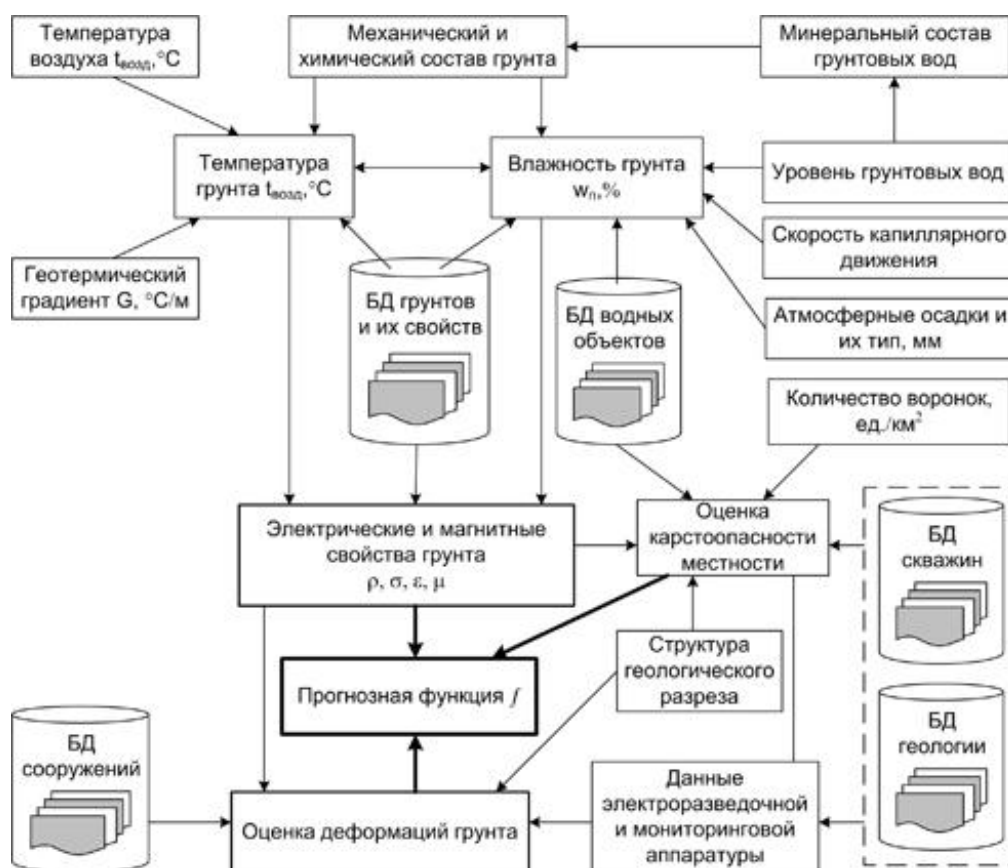 Температура
воздуха tвозд,°C
Механический и
химический состав грунта
Минеральный состав
грунтовых вод
Температура
грунта tвозд,°C
Влажность грунта
wп,%
Уровень грунтовых вод
Скорость капиллярного
движения
Геотермический
градиент G, °C/м
БД грунтов
и их свойств
БД водных
объектов
Атмосферные осадки и
их тип, мм
Количество воронок,
ед./км²
Электрические и магнитные
свойства грунта
ρ, σ, ε, μ
Оценка
карстоопасности
местности
БД
скважин
Прогнозная функция f
Структура
геологического
разреза
БД
сооружений
БД
геологии
Оценка деформаций грунта
Данные
электроразведочной
и мониторинговой
аппаратуры